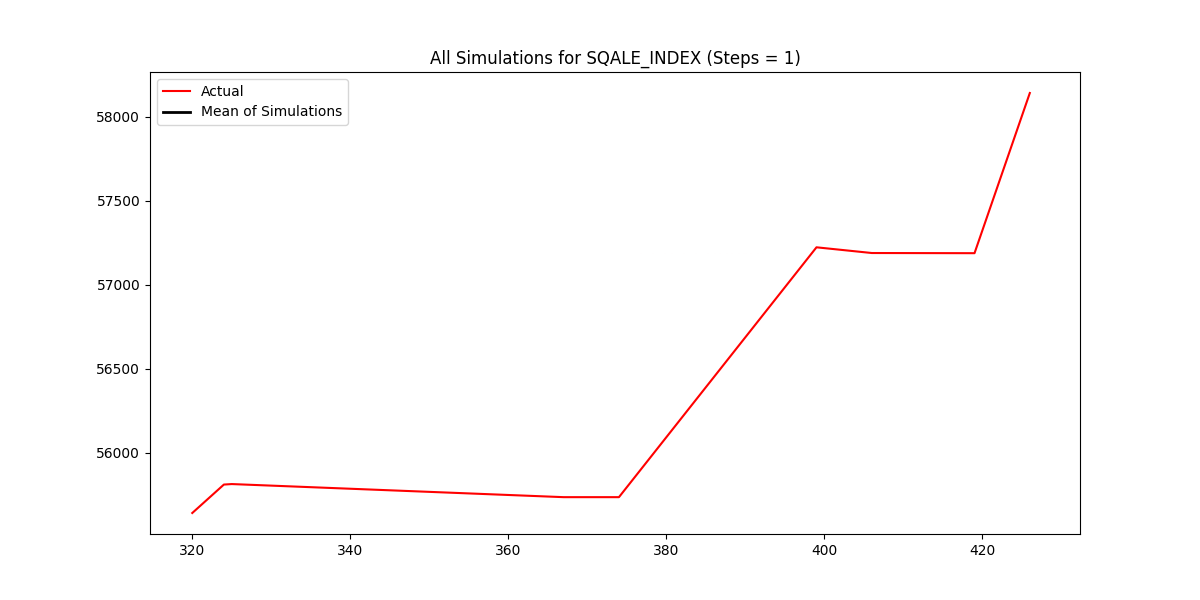 All Simulations for SQALE_INDEX (Steps = 1)
Actual
Mean of Simulations
58000
57500
57000
56500
56000
320 340 360 380 400 420